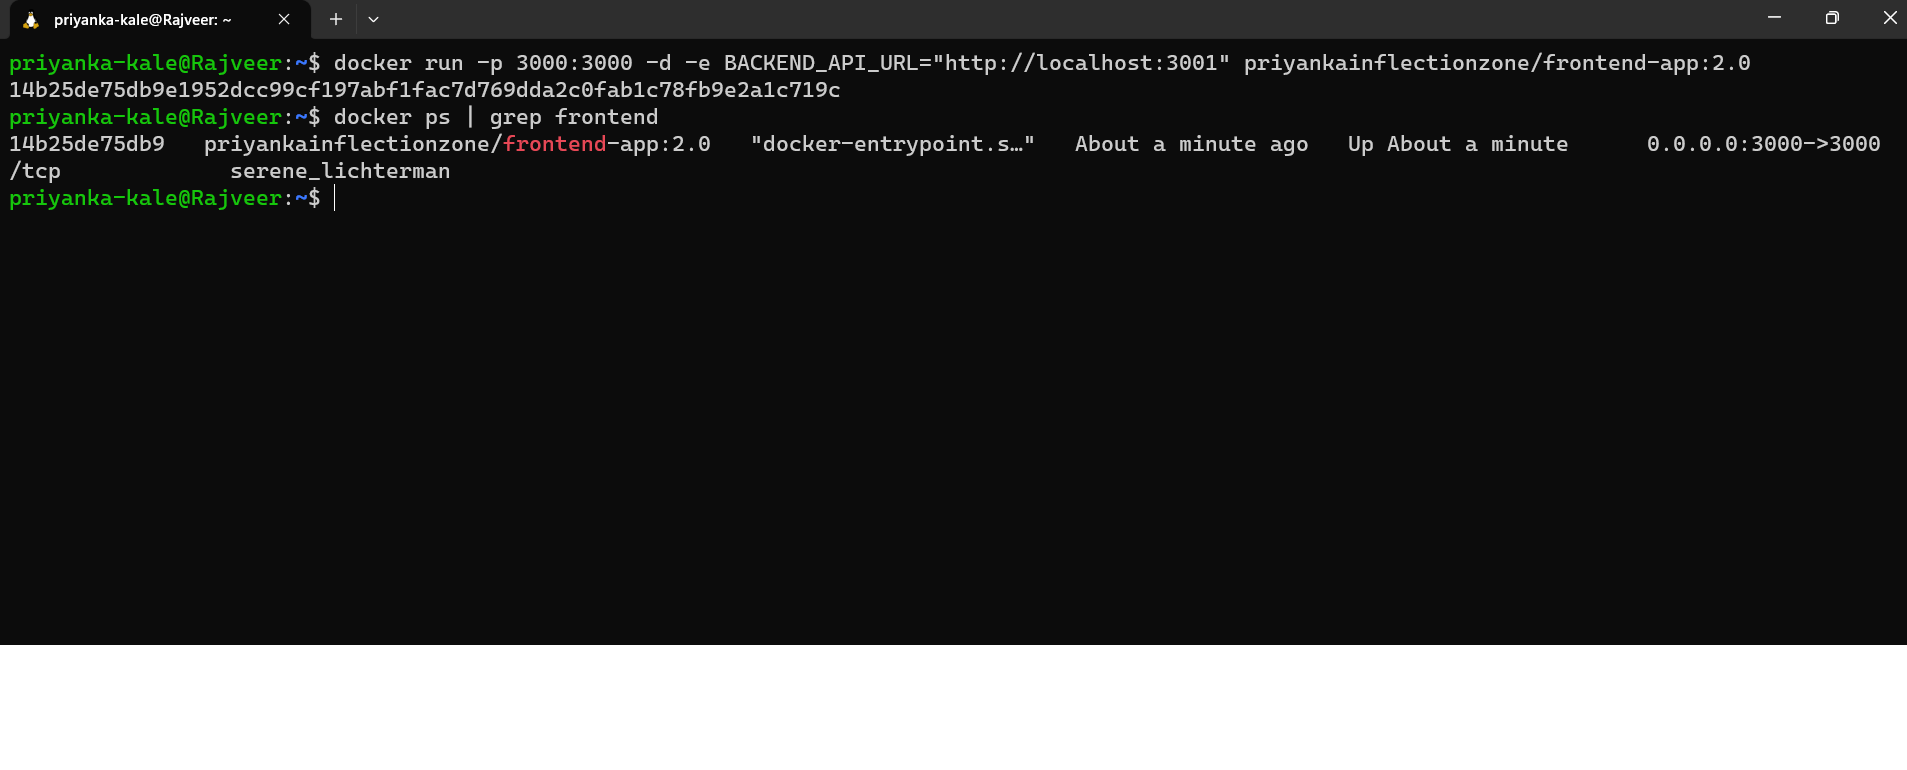 priyanka-kale@Rajveer: ~
priyanka-kale@Rajveer:~$ docker run -p 3000:3000 -d -e BACKEND_API_URL="http://localhost:3001" priyankainflectionzone/frontend-app:2.0
14b25de75db9e1952dcc99cf197abf1fac7d769dda2c0fab1c78fb9e2a1c719c
priyanka-kale@Rajveer:~$ docker ps | grep frontend
14b25de75db9   priyankainflectionzone/frontend-app:2.0   "docker-entrypoint.s…"   About a minute ago   Up About a minute      0.0.0.0:3000->3000
/tcp             serene_lichterman
priyanka-kale@Rajveer:~$